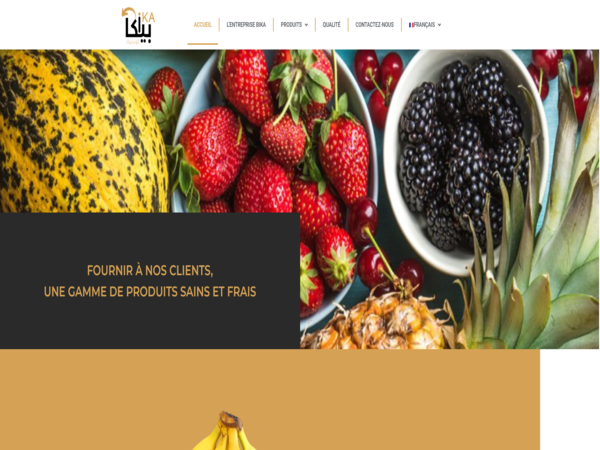 IKA
بيكا
ACCUEIL
L'ENTREPRISE BIKA
PRODUITS
QUALITÉ
CONTACTEZ-NOUS
FRANÇAIS
FOURNIR À NOS CLIENTS,
UNE GAMME DE PRODUITS SAINS ET FRAIS